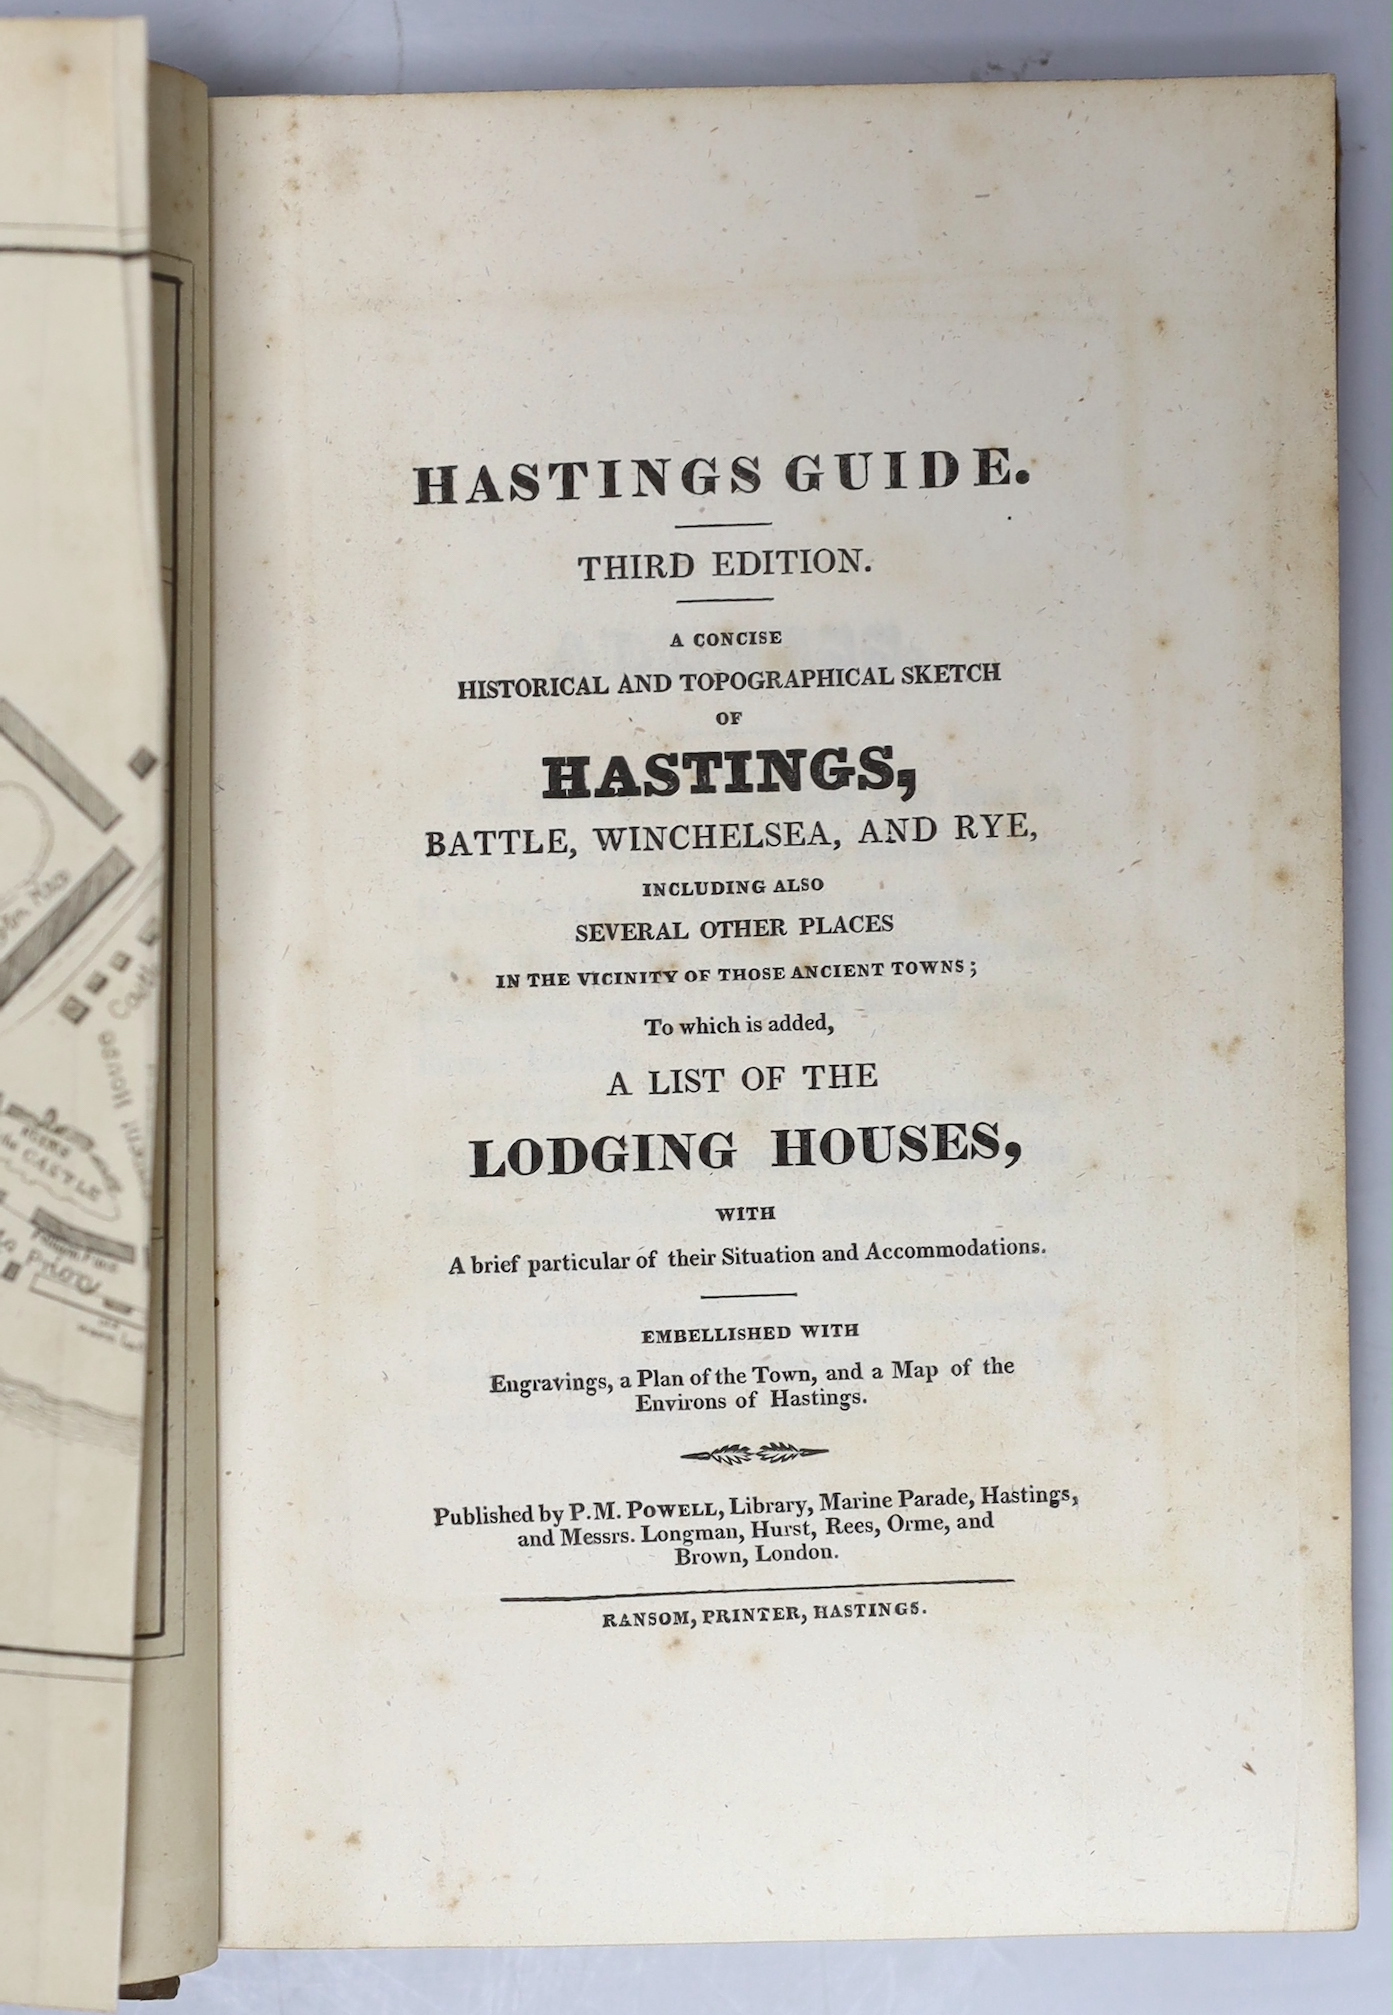 HASTINGS GUIDE.
THIRD EDITION.
A CONCISE
HISTORICAL AND TOPOGRAPHICAL SKETCH
OF
HASTINGS,
BATTLE, WINCHELSEA, AND RYE,
INCLUDING ALSO
SEVERAL OTHER PLACES
IN THE VICINITY OF THOSE ANCIENT TOWNS;
To which is added,
A LIST OF THE
LODGING HOUSES,
WITH
A brief particular of their Situation and Accommodations.
EMBELLISHED WITH
Engravings, a Plan of the Town, and a Map of the
Environs of Hastings.
Published by P. M. POWELL, Library, Marine Parade, Hastings,
and Messrs. Longman, Hurst, Rees, Orme, and
Brown, London.
RANSOM, PRINTER, HASTINGS.
House
CASTLE
Priory